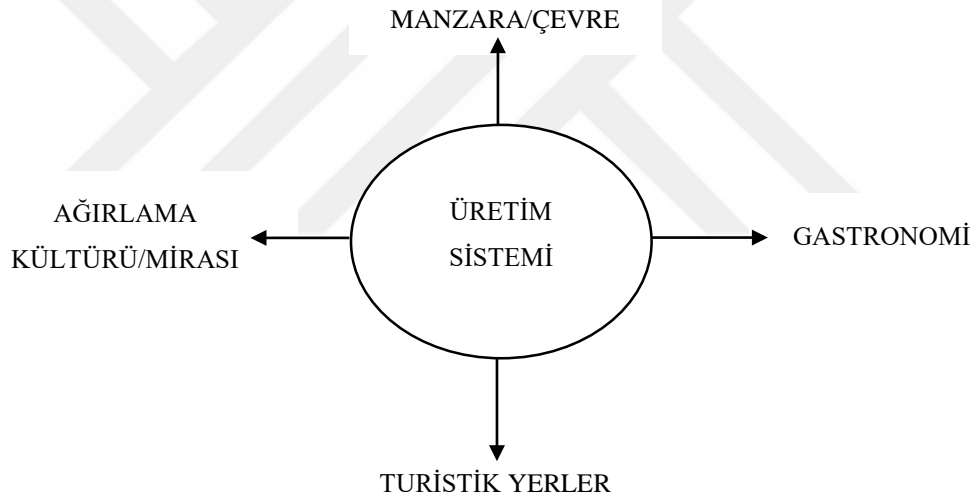 MANZARA/ÇEVRE
AĞIRLAMA
KÜLTÜRÜ/MİRASI
ÜRETİM
SİSTEMİ
GASTRONOMİ
TURİSTİK YERLER